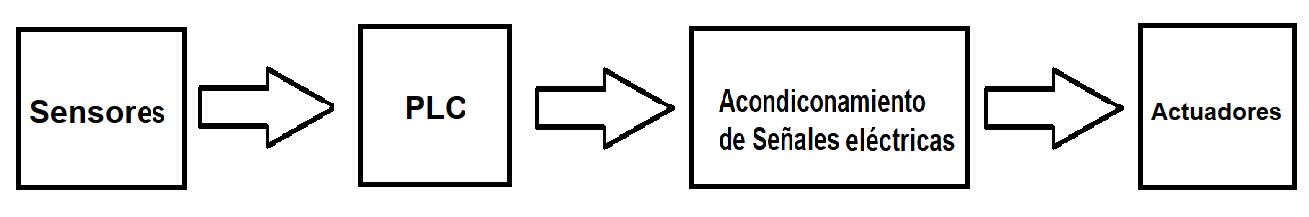 Sensores
PLC
Acondiconamiento
de Señales eléctricas
Actuadores